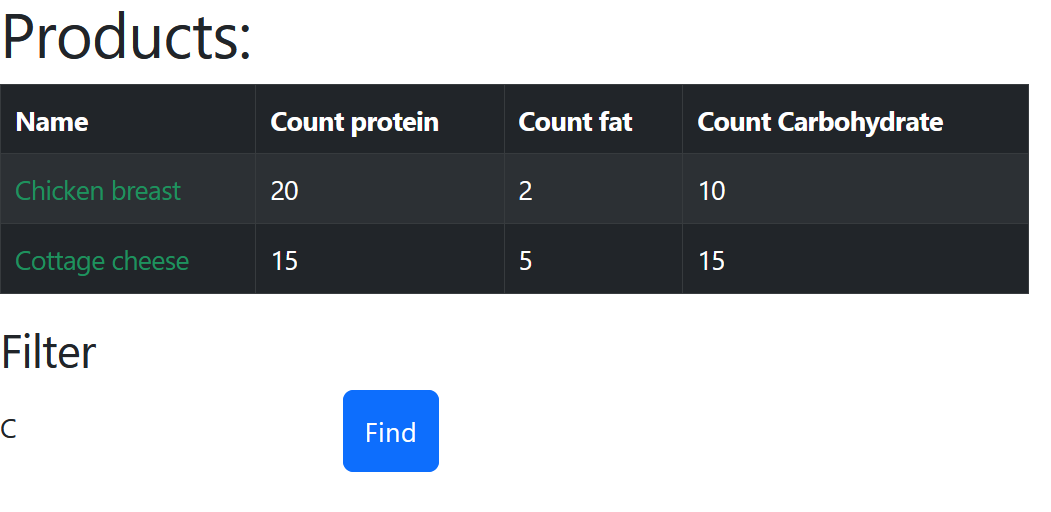 Products:
Name Count protein Count fat Count Carbohydrate
Chicken breast 20 2 10
Cottage cheese 15 5 15
Filter
C Find